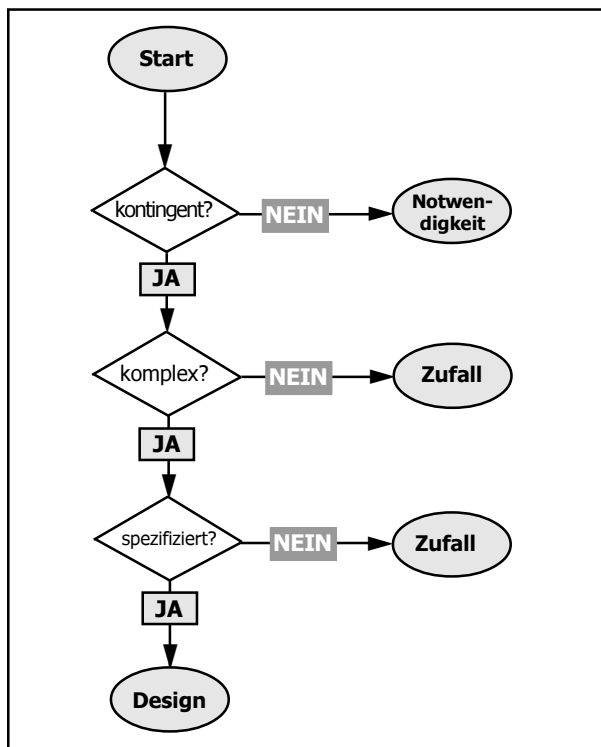 Start
kontingent?
NEIN
Notwen-
digkeit
JA
komplex?
NEIN
Zufall
JA
spezifiziert?
NEIN
Zufall
JA
Design